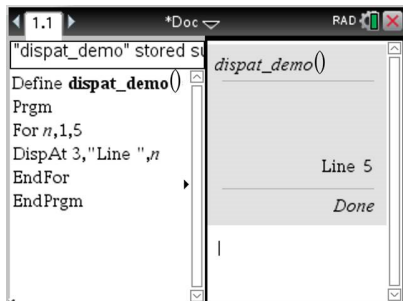 1.1 *Doc RAD
"dispat_demo" stored su
Define dispat_demo()
Prgm
For n,1,5
DispAt 3,"Line ",n
EndFor
EndPrgm
dispat_demo()
Line 5
Done